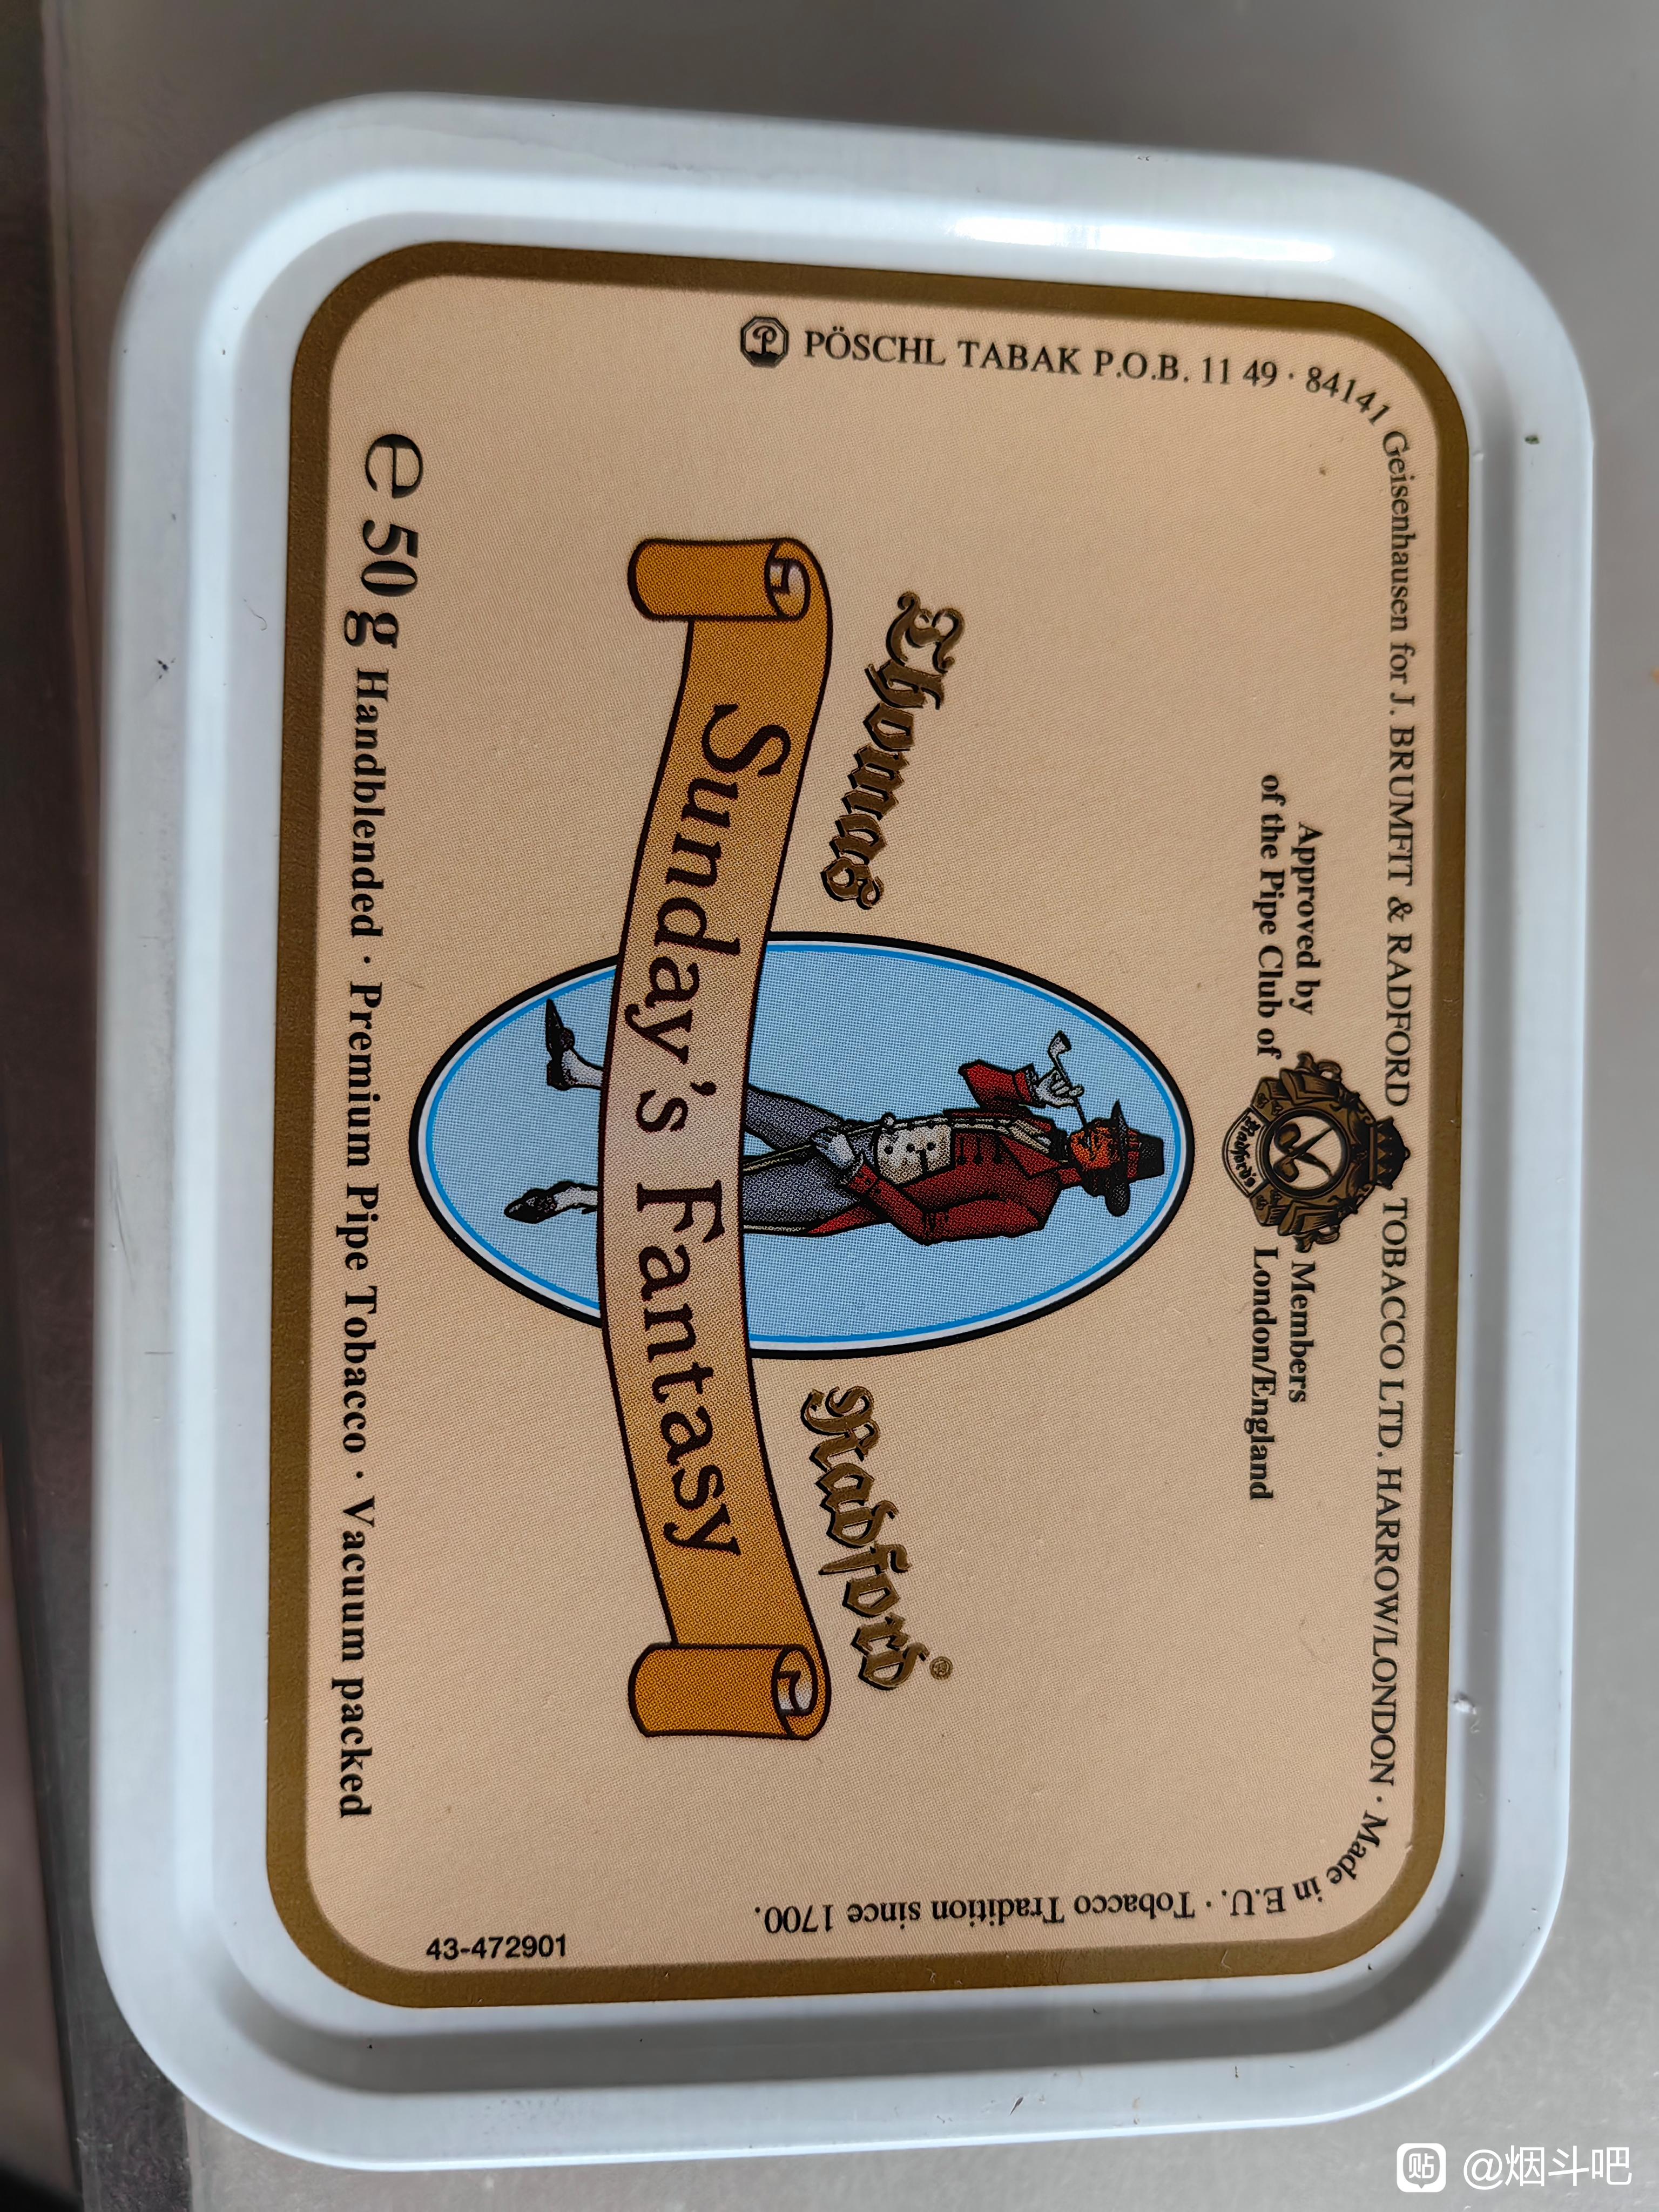 PÖSCHL TABAK P.O.B. 11 49 · 84141 Geisenhausen for J. BRUMFIT & RADFORD TOBACCO LTD. HARROW/LONDON · Made in E.U. · Tobacco Tradition since 1700.
Approved by Members
of the Pipe Club of London/England
Radford's
Thomas Radford®
Sunday's Fantasy
e 50 g Handblended · Premium Pipe Tobacco · Vacuum packed
43-472901
贴 @烟斗吧